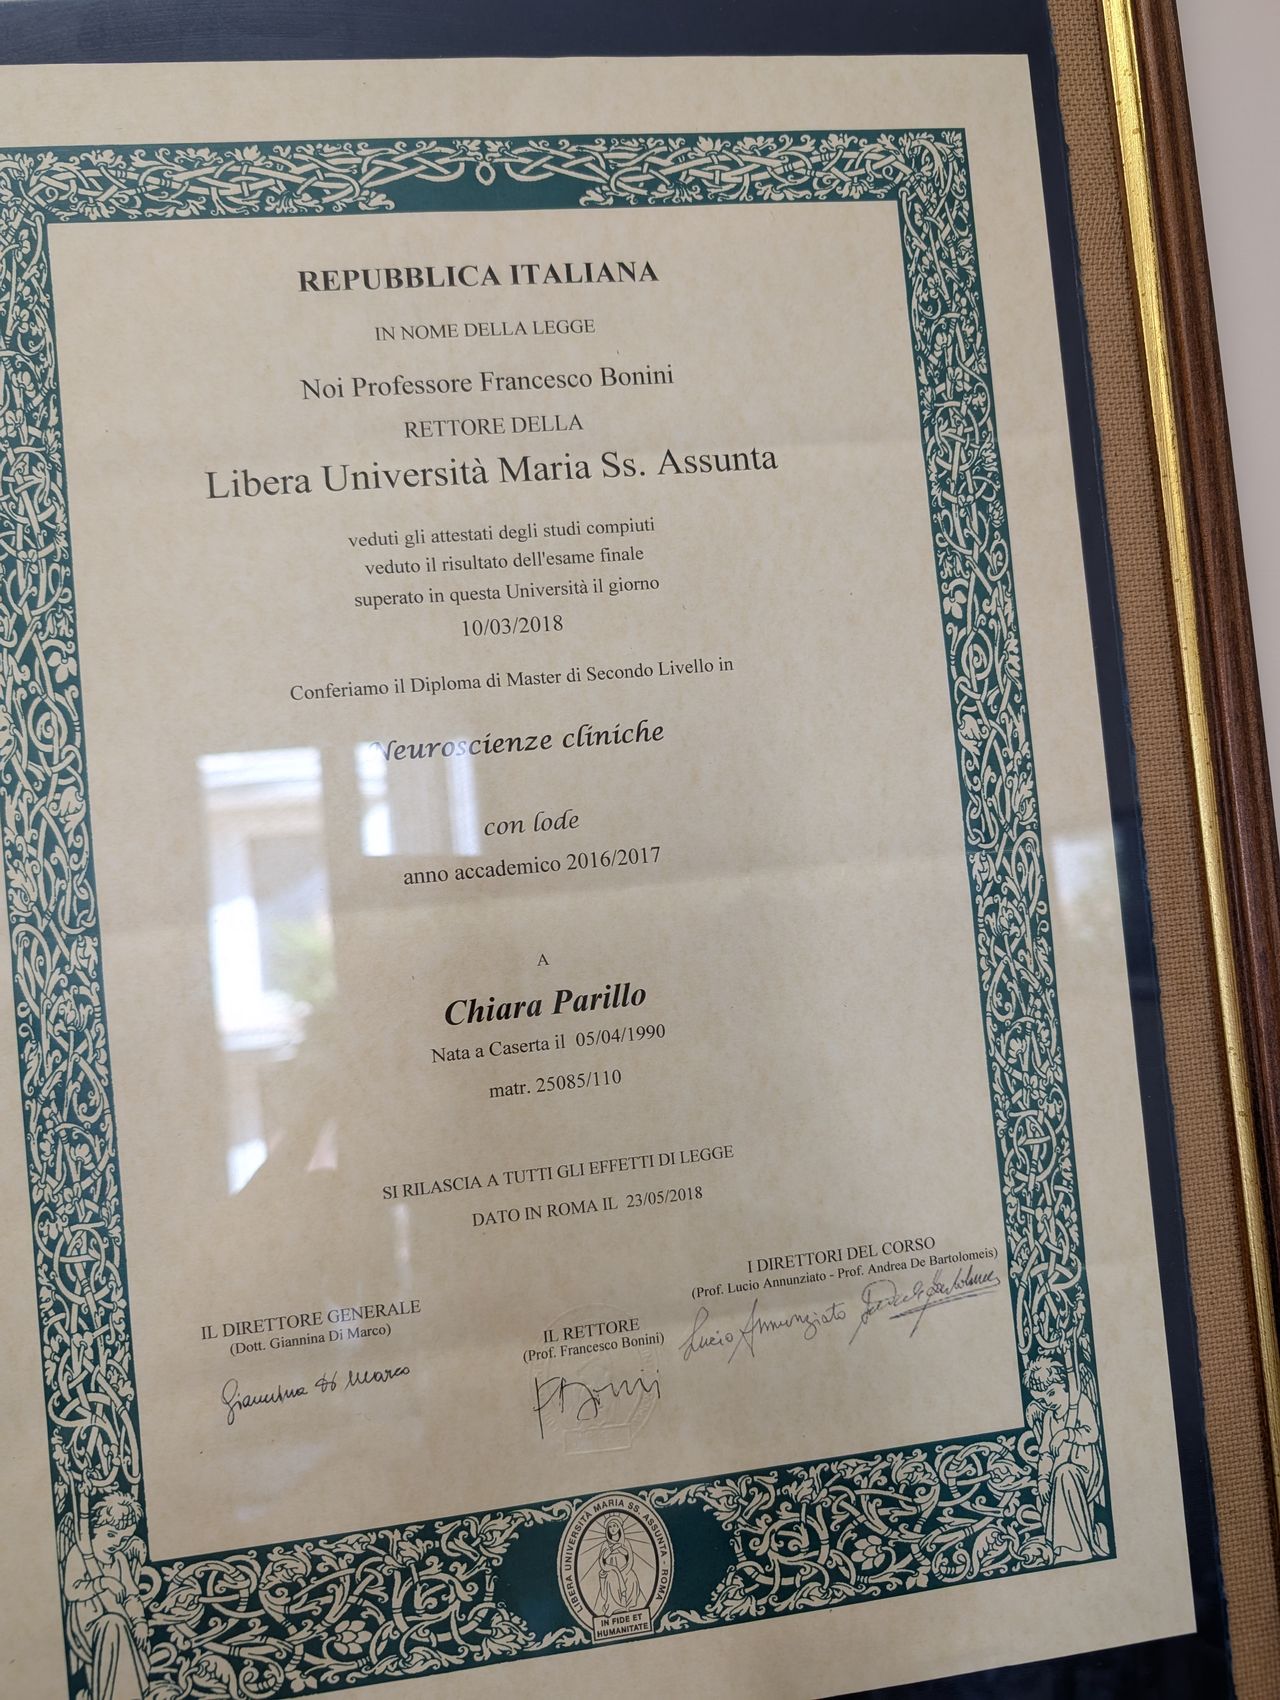 REPUBBLICA ITALIANA
IN NOME DELLA LEGGE
Noi Professore Francesco Bonini
RETTORE DELLA
Libera Università Maria Ss. Assunta
veduti gli attestati degli studi compiuti
veduto il risultato dell'esame finale
superato in questa Università il giorno
10/03/2018
Conferiamo il Diploma di Master di Secondo Livello in
Neuroscienze cliniche
con lode
anno accademico 2016/2017
A
Chiara Parillo
Nata a Caserta il 05/04/1990
matr. 25085/110
SI RILASCIA A TUTTI GLI EFFETTI DI LEGGE
DATO IN ROMA IL 23/05/2018
IL DIRETTORE GENERALE
(Dott. Giannina Di Marco)
Giannina Di Marco
IL RETTORE
(Prof. Francesco Bonini)
F Bonini
I DIRETTORI DEL CORSO
(Prof. Lucio Annunziato - Prof. Andrea De Bartolomeis)
Lucio Annunziato
LIBERA UNIVERSITÀ MARIA SS. ASSUNTA - ROMA
IN FIDE ET
HUMANITATE